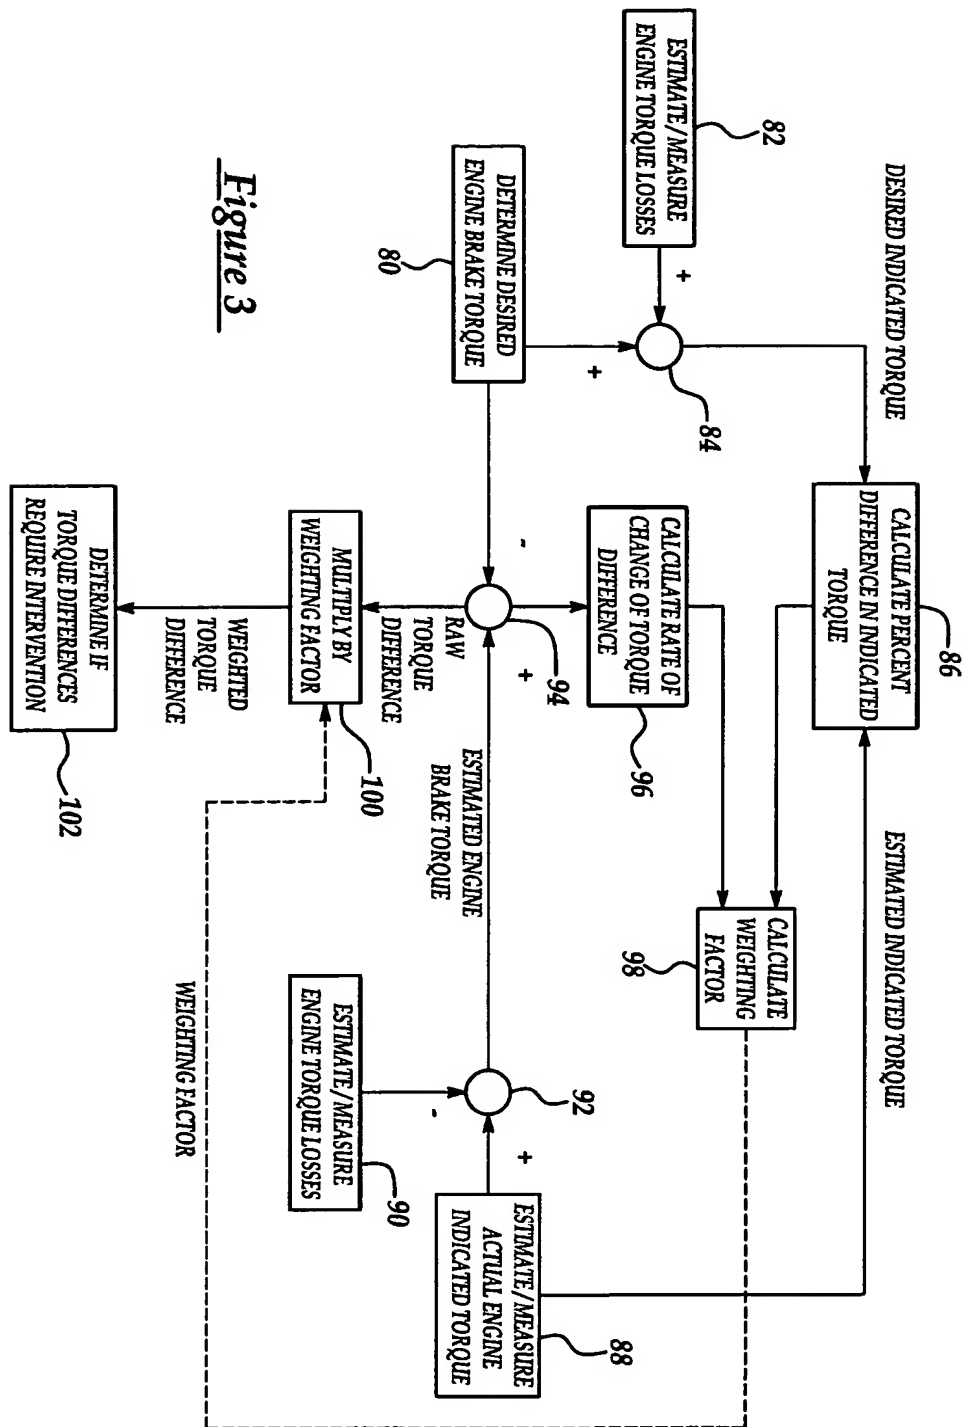 DESIRED INDICATED TORQUE
86
CALCULATE PERCENT
DIFFERENCE IN INDICATED
TORQUE
ESTIMATED INDICATED TORQUE
82
ESTIMATE/MEASURE
ENGINE TORQUE LOSSES
+
84
+
CALCULATE
WEIGHTING
FACTOR
98
CALCULATE RATE OF
CHANGE OF TORQUE
DIFFERENCE
96
DETERMINE DESIRED
ENGINE BRAKE TORQUE
80
-
94
+
ESTIMATED ENGINE
BRAKE TORQUE
92
+
-
ESTIMATE/MEASURE
ACTUAL ENGINE
INDICATED TORQUE
88
RAW
TORQUE
DIFFERENCE
MULTIPLY BY
WEIGHTING FACTOR
100
ESTIMATE/MEASURE
ENGINE TORQUE LOSSES
90
WEIGHTED
TORQUE
DIFFERENCE
WEIGHTING FACTOR
DETERMINE IF
TORQUE DIFFERENCES
REQUIRE INTERVENTION
102
Figure 3